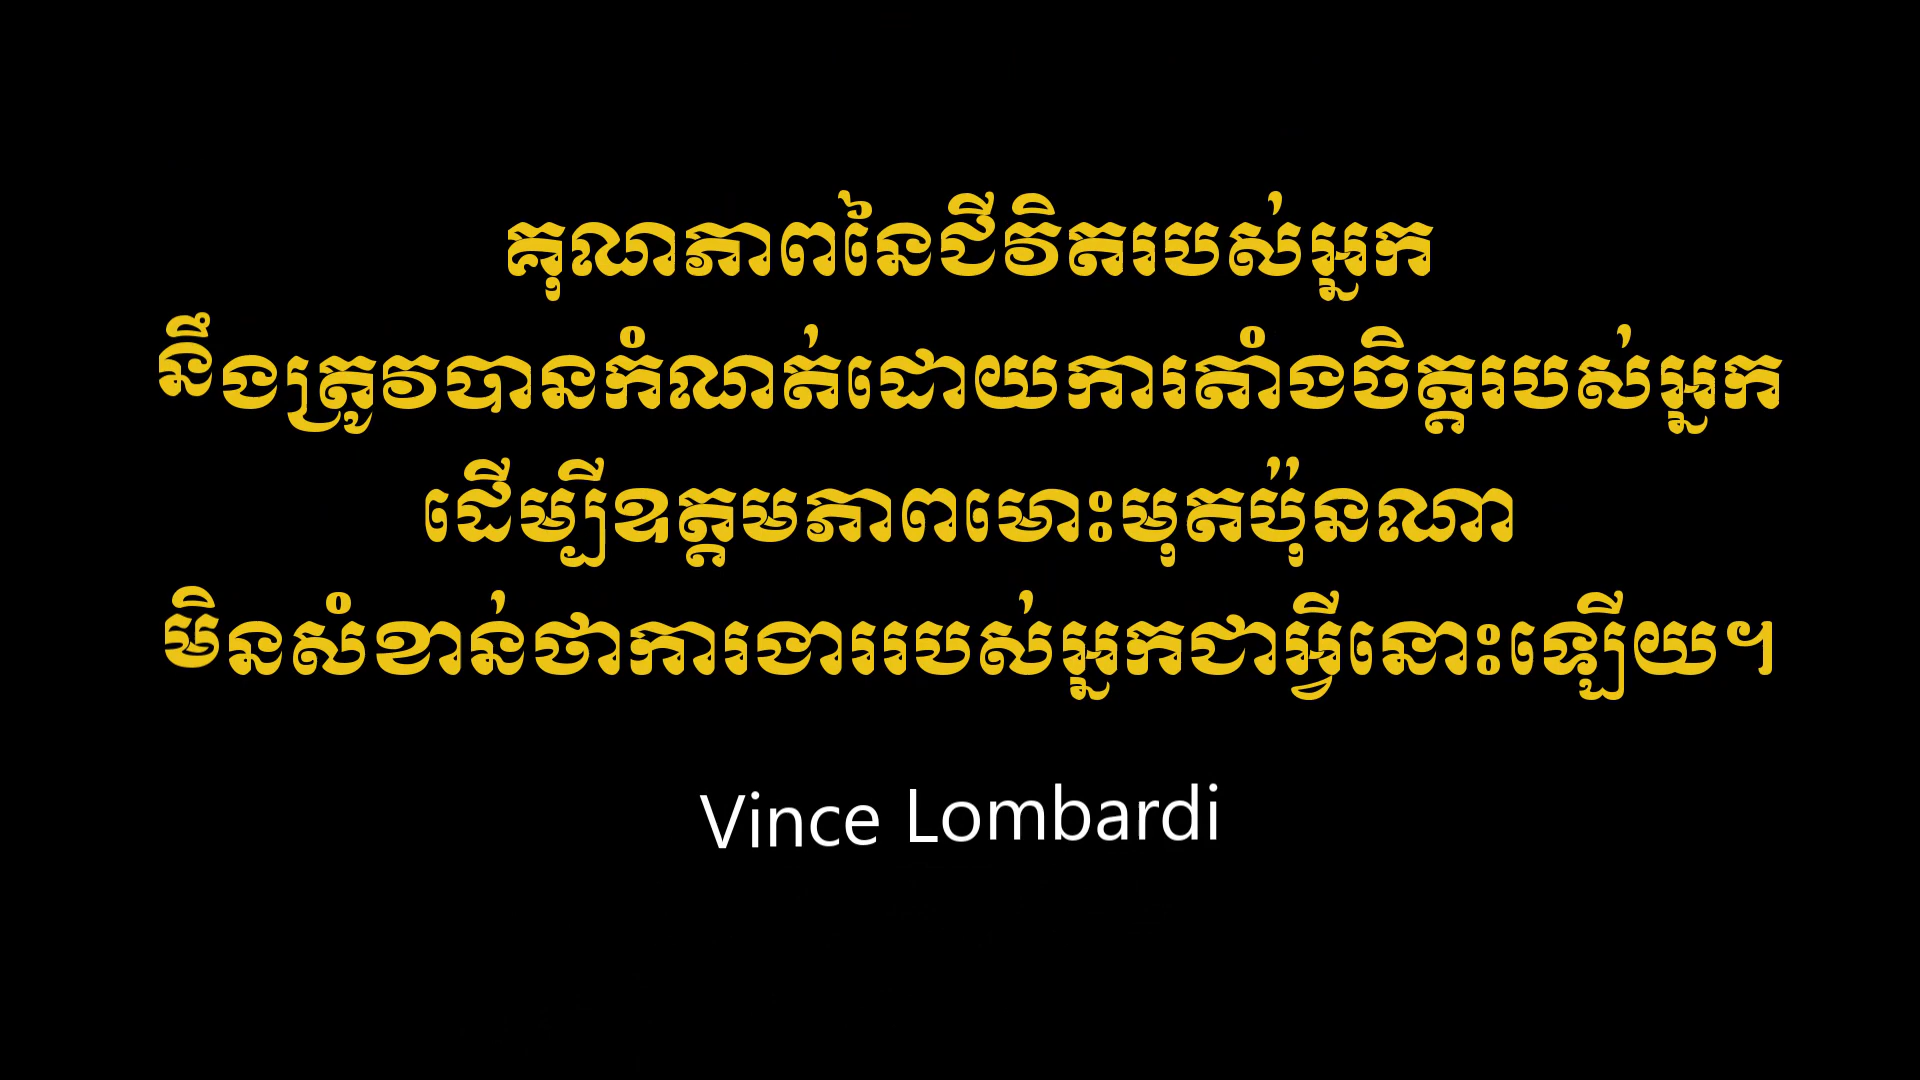 គុណភាពនៃជីវិតរបស់អ្នក
នឹងត្រូវបានកំណត់ដោយការតាំងចិត្តរបស់អ្នក
ដើម្បីឧត្តមភាពមោះមុតប៉ុនណា
មិនសំខាន់ថាការងាររបស់អ្នកជាអ្វីនោះឡើយ។
Vince Lombardi